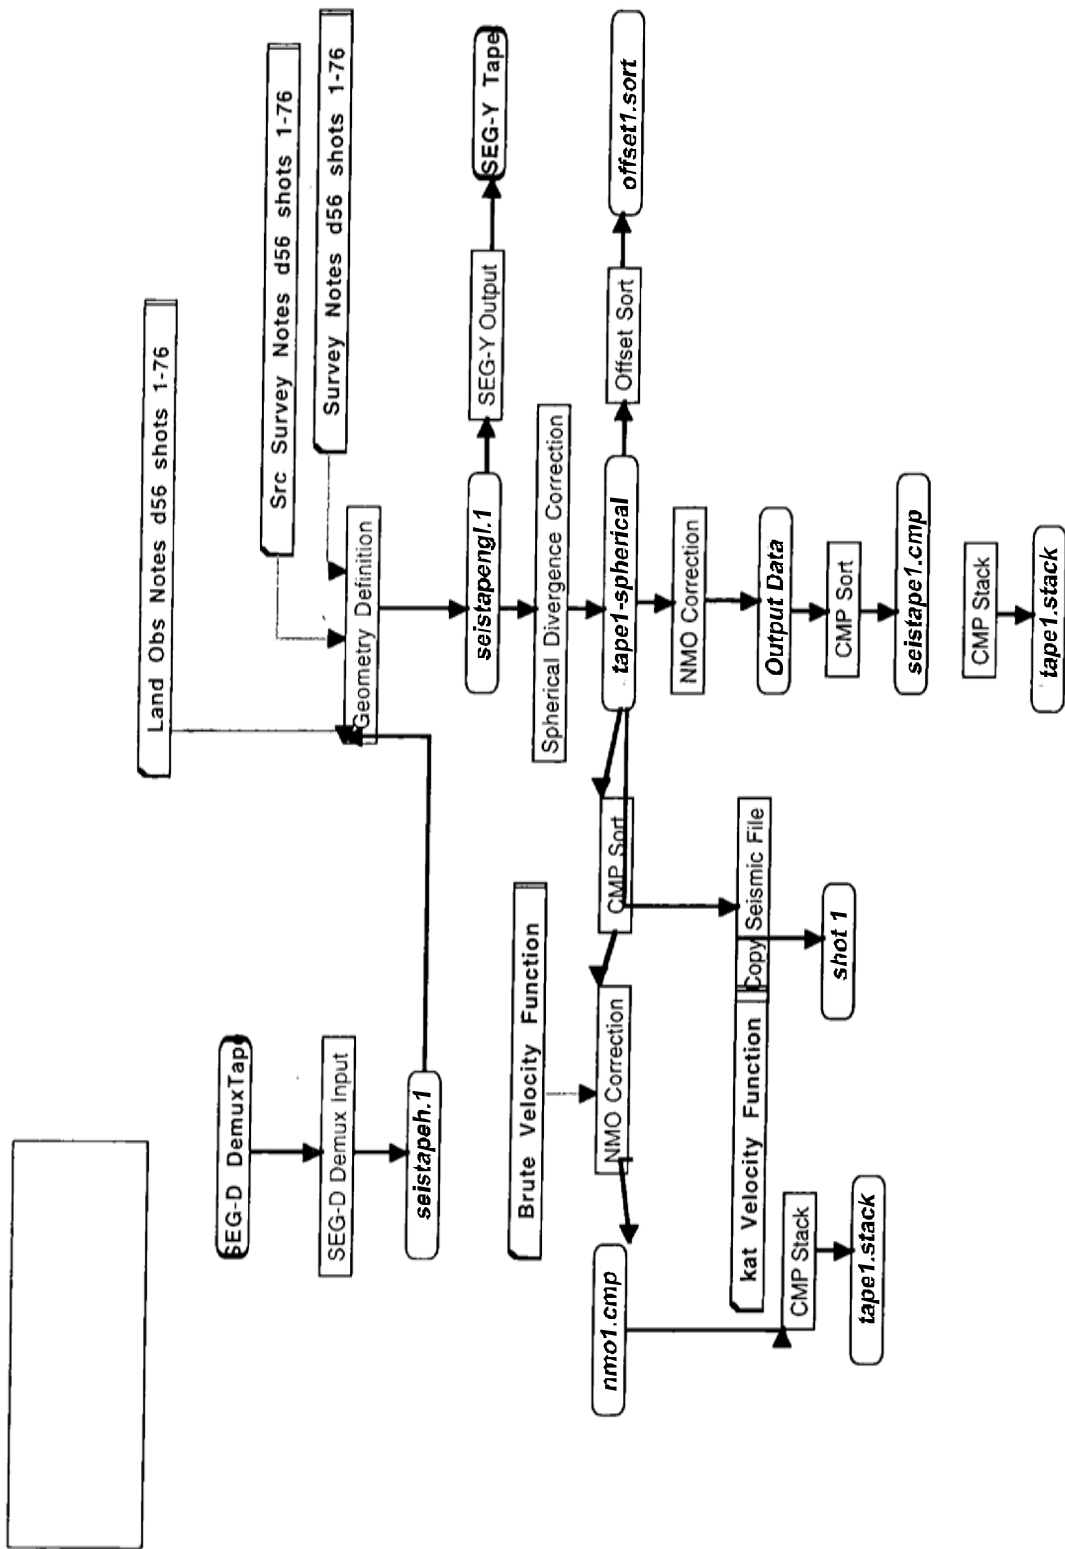 Land Obs Notes d56 shots 1-76
Src Survey Notes d56 shots 1-76
Survey Notes d56 shots 1-76
SEG-D DemuxTape
SEG-D Demux Input
seistapeh.1
Geometry Definition
seistapengl.1
SEG-Y Output
SEG-Y Tape
Spherical Divergence Correction
tape1-spherical
Offset Sort
offset1.sort
CMP Sort
Brute Velocity Function
NMO Correction
nmo1.cmp
CMP Stack
tape1.stack
kat Velocity Function
Copy Seismic File
shot 1
NMO Correction
Output Data
CMP Sort
seistape1.cmp
CMP Stack
tape1.stack